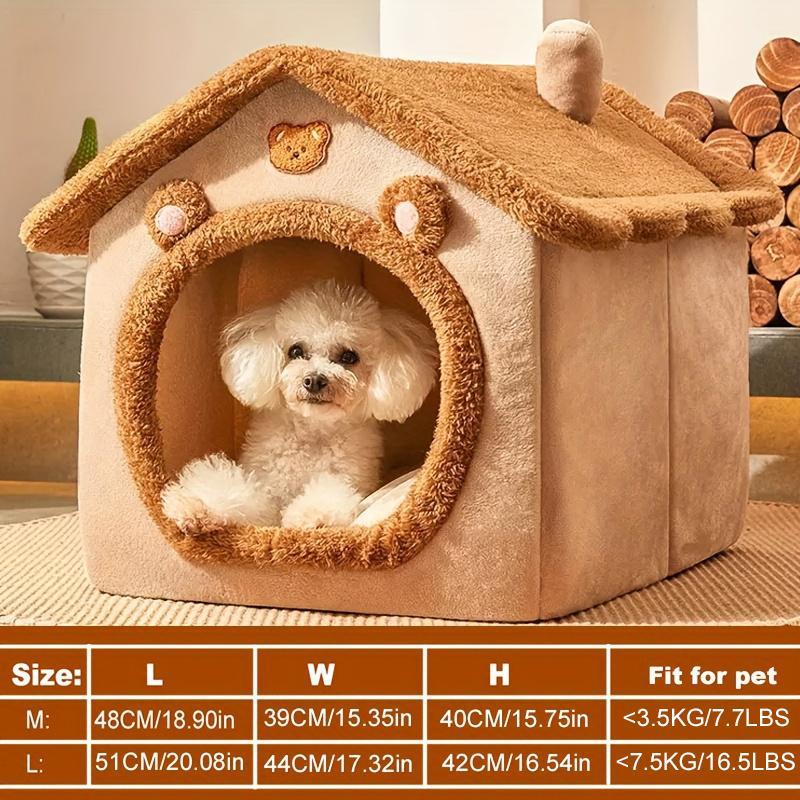 Size: L W H Fit for pet
M: 48CM/18.90in 39CM/15.35in 40CM/15.75in <3.5KG/7.7LBS
L: 51CM/20.08in 44CM/17.32in 42CM/16.54in <7.5KG/16.5LBS